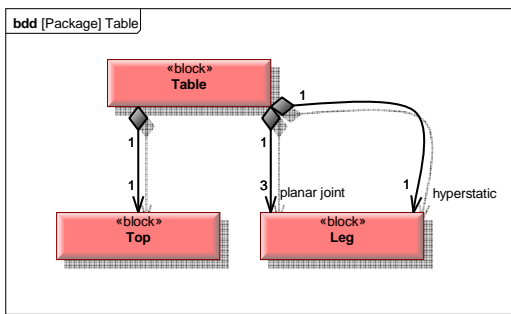 bdd [Package] Table
«block»
Table
1
1
1
1
3
planar joint
1
hyperstatic
«block»
Top
«block»
Leg